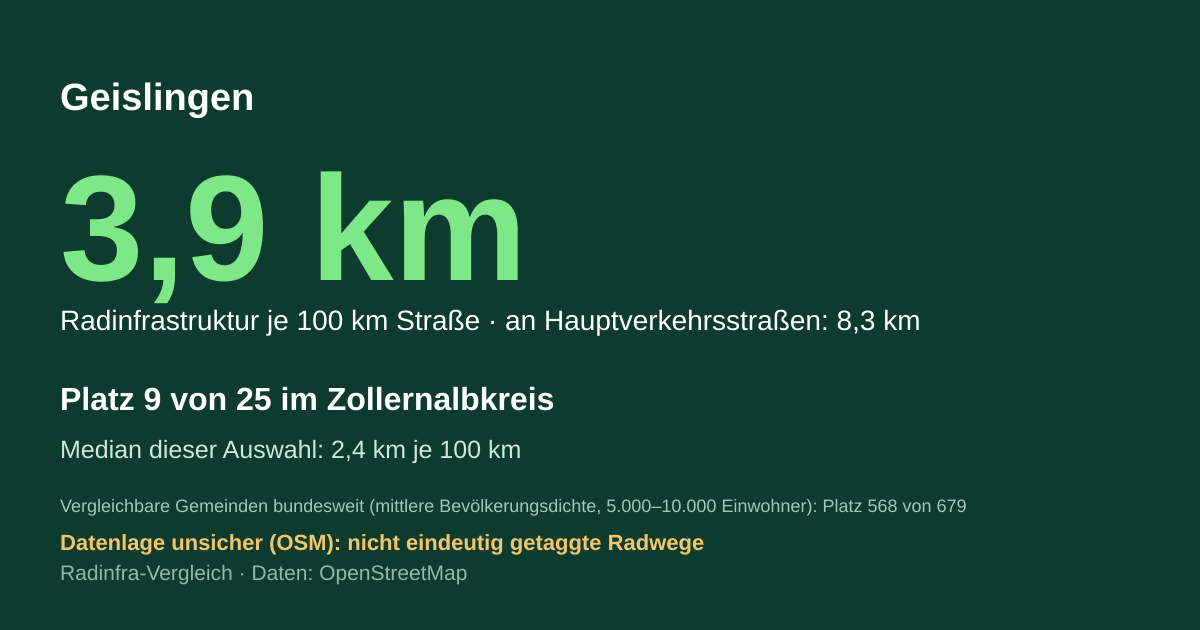 Geislingen
3,9 km
Radinfrastruktur je 100 km Straße · an Hauptverkehrsstraßen: 8,3 km
Platz 9 von 25 im Zollernalbkreis
Median dieser Auswahl: 2,4 km je 100 km
Vergleichbare Gemeinden bundesweit (mittlere Bevölkerungsdichte, 5.000–10.000 Einwohner): Platz 568 von 679
Datenlage unsicher (OSM): nicht eindeutig getaggte Radwege
Radinfra-Vergleich · Daten: OpenStreetMap